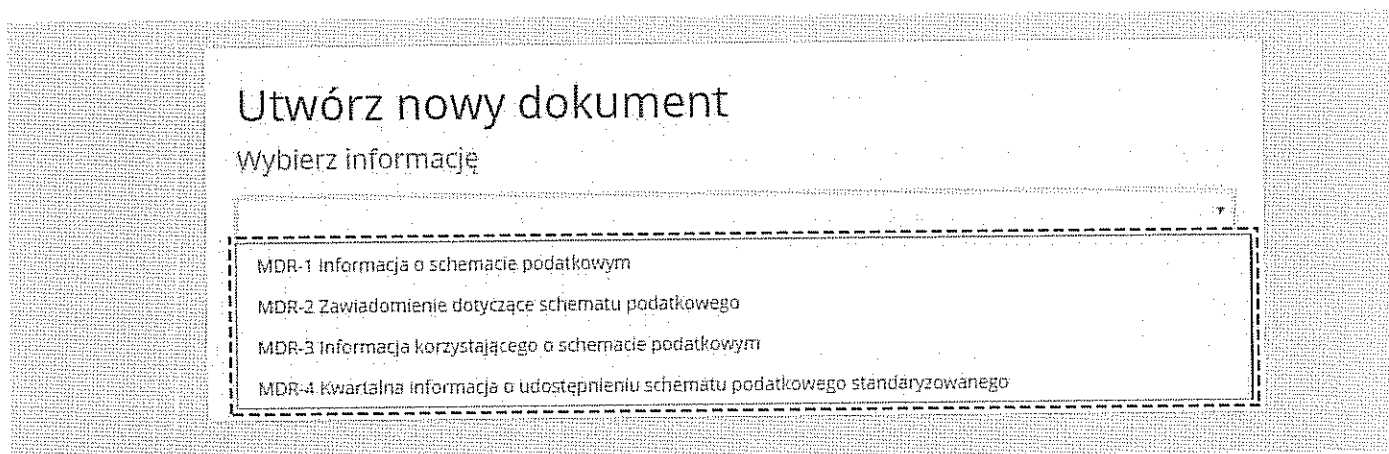 Utwórz nowy dokument
Wybierz informację
MDR-1 Informacja o schemacie podatkowym
MDR-2 Zawiadomienie dotyczące schematu podatkowego
MDR-3 Informacja korzystającego o schemacie podatkowym
MDR-4 Kwartalna informacja o udostępnieniu schematu podatkowego standaryzowanego